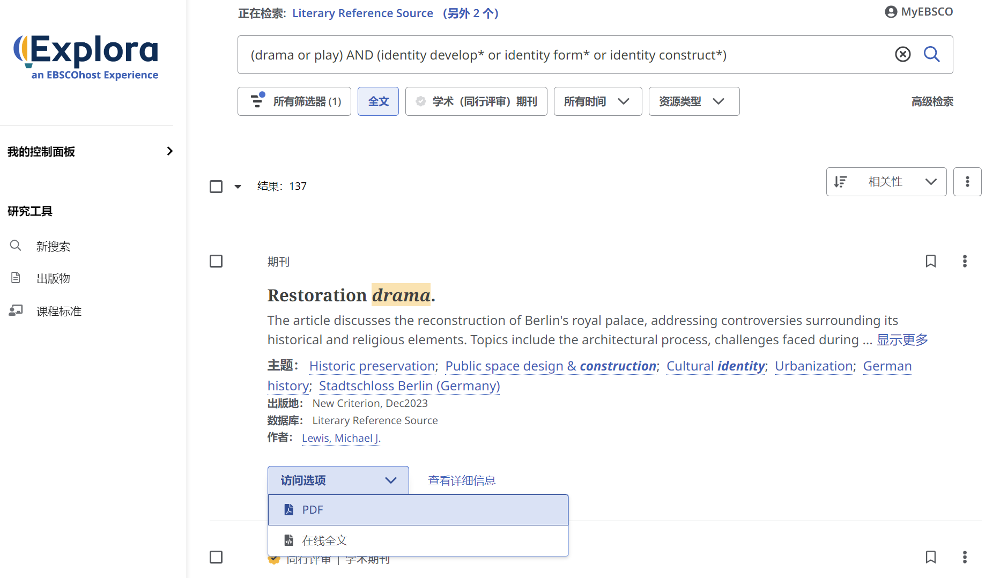 正在检索: Literary Reference Source （另外 2 个）
MyEBSCO
Explora
an EBSCOhost Experience
(drama or play) AND (identity develop* or identity form* or identity construct*)
所有筛选器 (1)
全文
学术（同行评审）期刊
所有时间
资源类型
高级检索
我的控制面板
结果：137
相关性
研究工具
新搜索
出版物
课程标准
期刊
Restoration drama.
The article discusses the reconstruction of Berlin's royal palace, addressing controversies surrounding its
historical and religious elements. Topics include the architectural process, challenges faced during ... 显示更多
主题： Historic preservation; Public space design & construction; Cultural identity; Urbanization; German
history; Stadtschloss Berlin (Germany)
出版地： New Criterion, Dec2023
数据库： Literary Reference Source
作者： Lewis, Michael J.
访问选项
查看详细信息
PDF
在线全文
同行评审 | 学术期刊